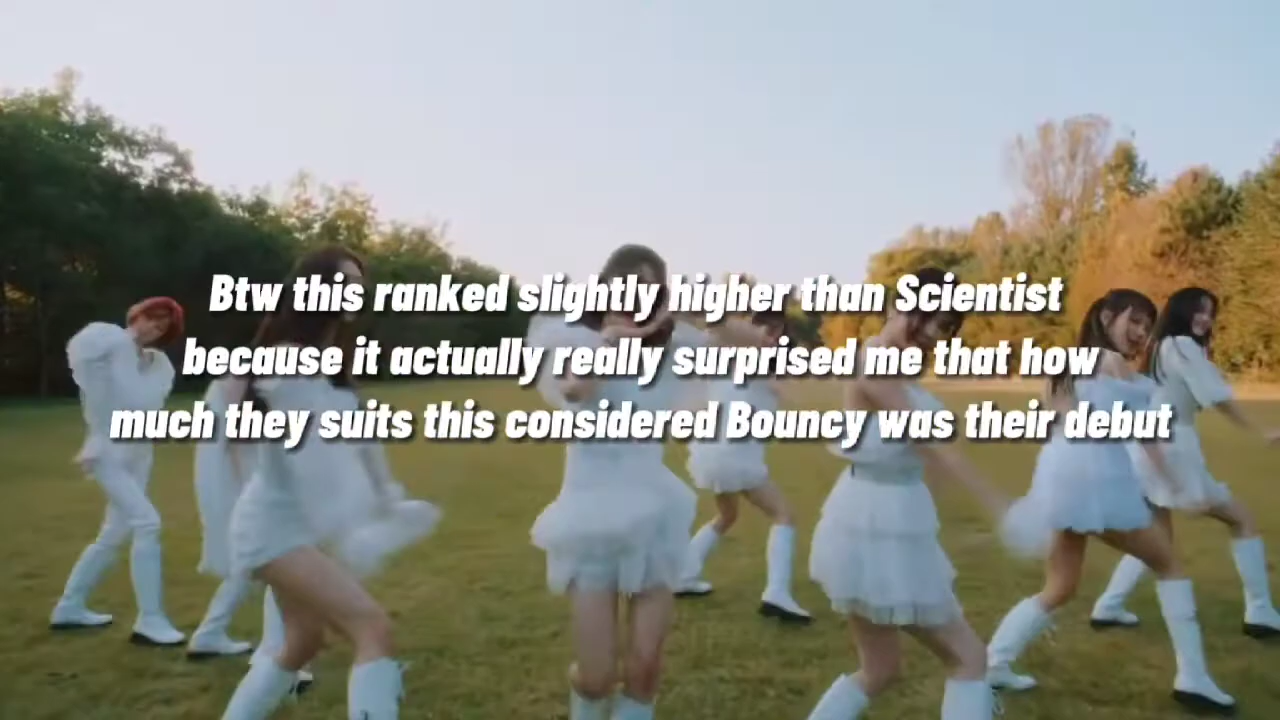 Btw this ranked slightly higher than Scientist
because it actually really surprised me that how
much they suits this considered Bouncy was their debut